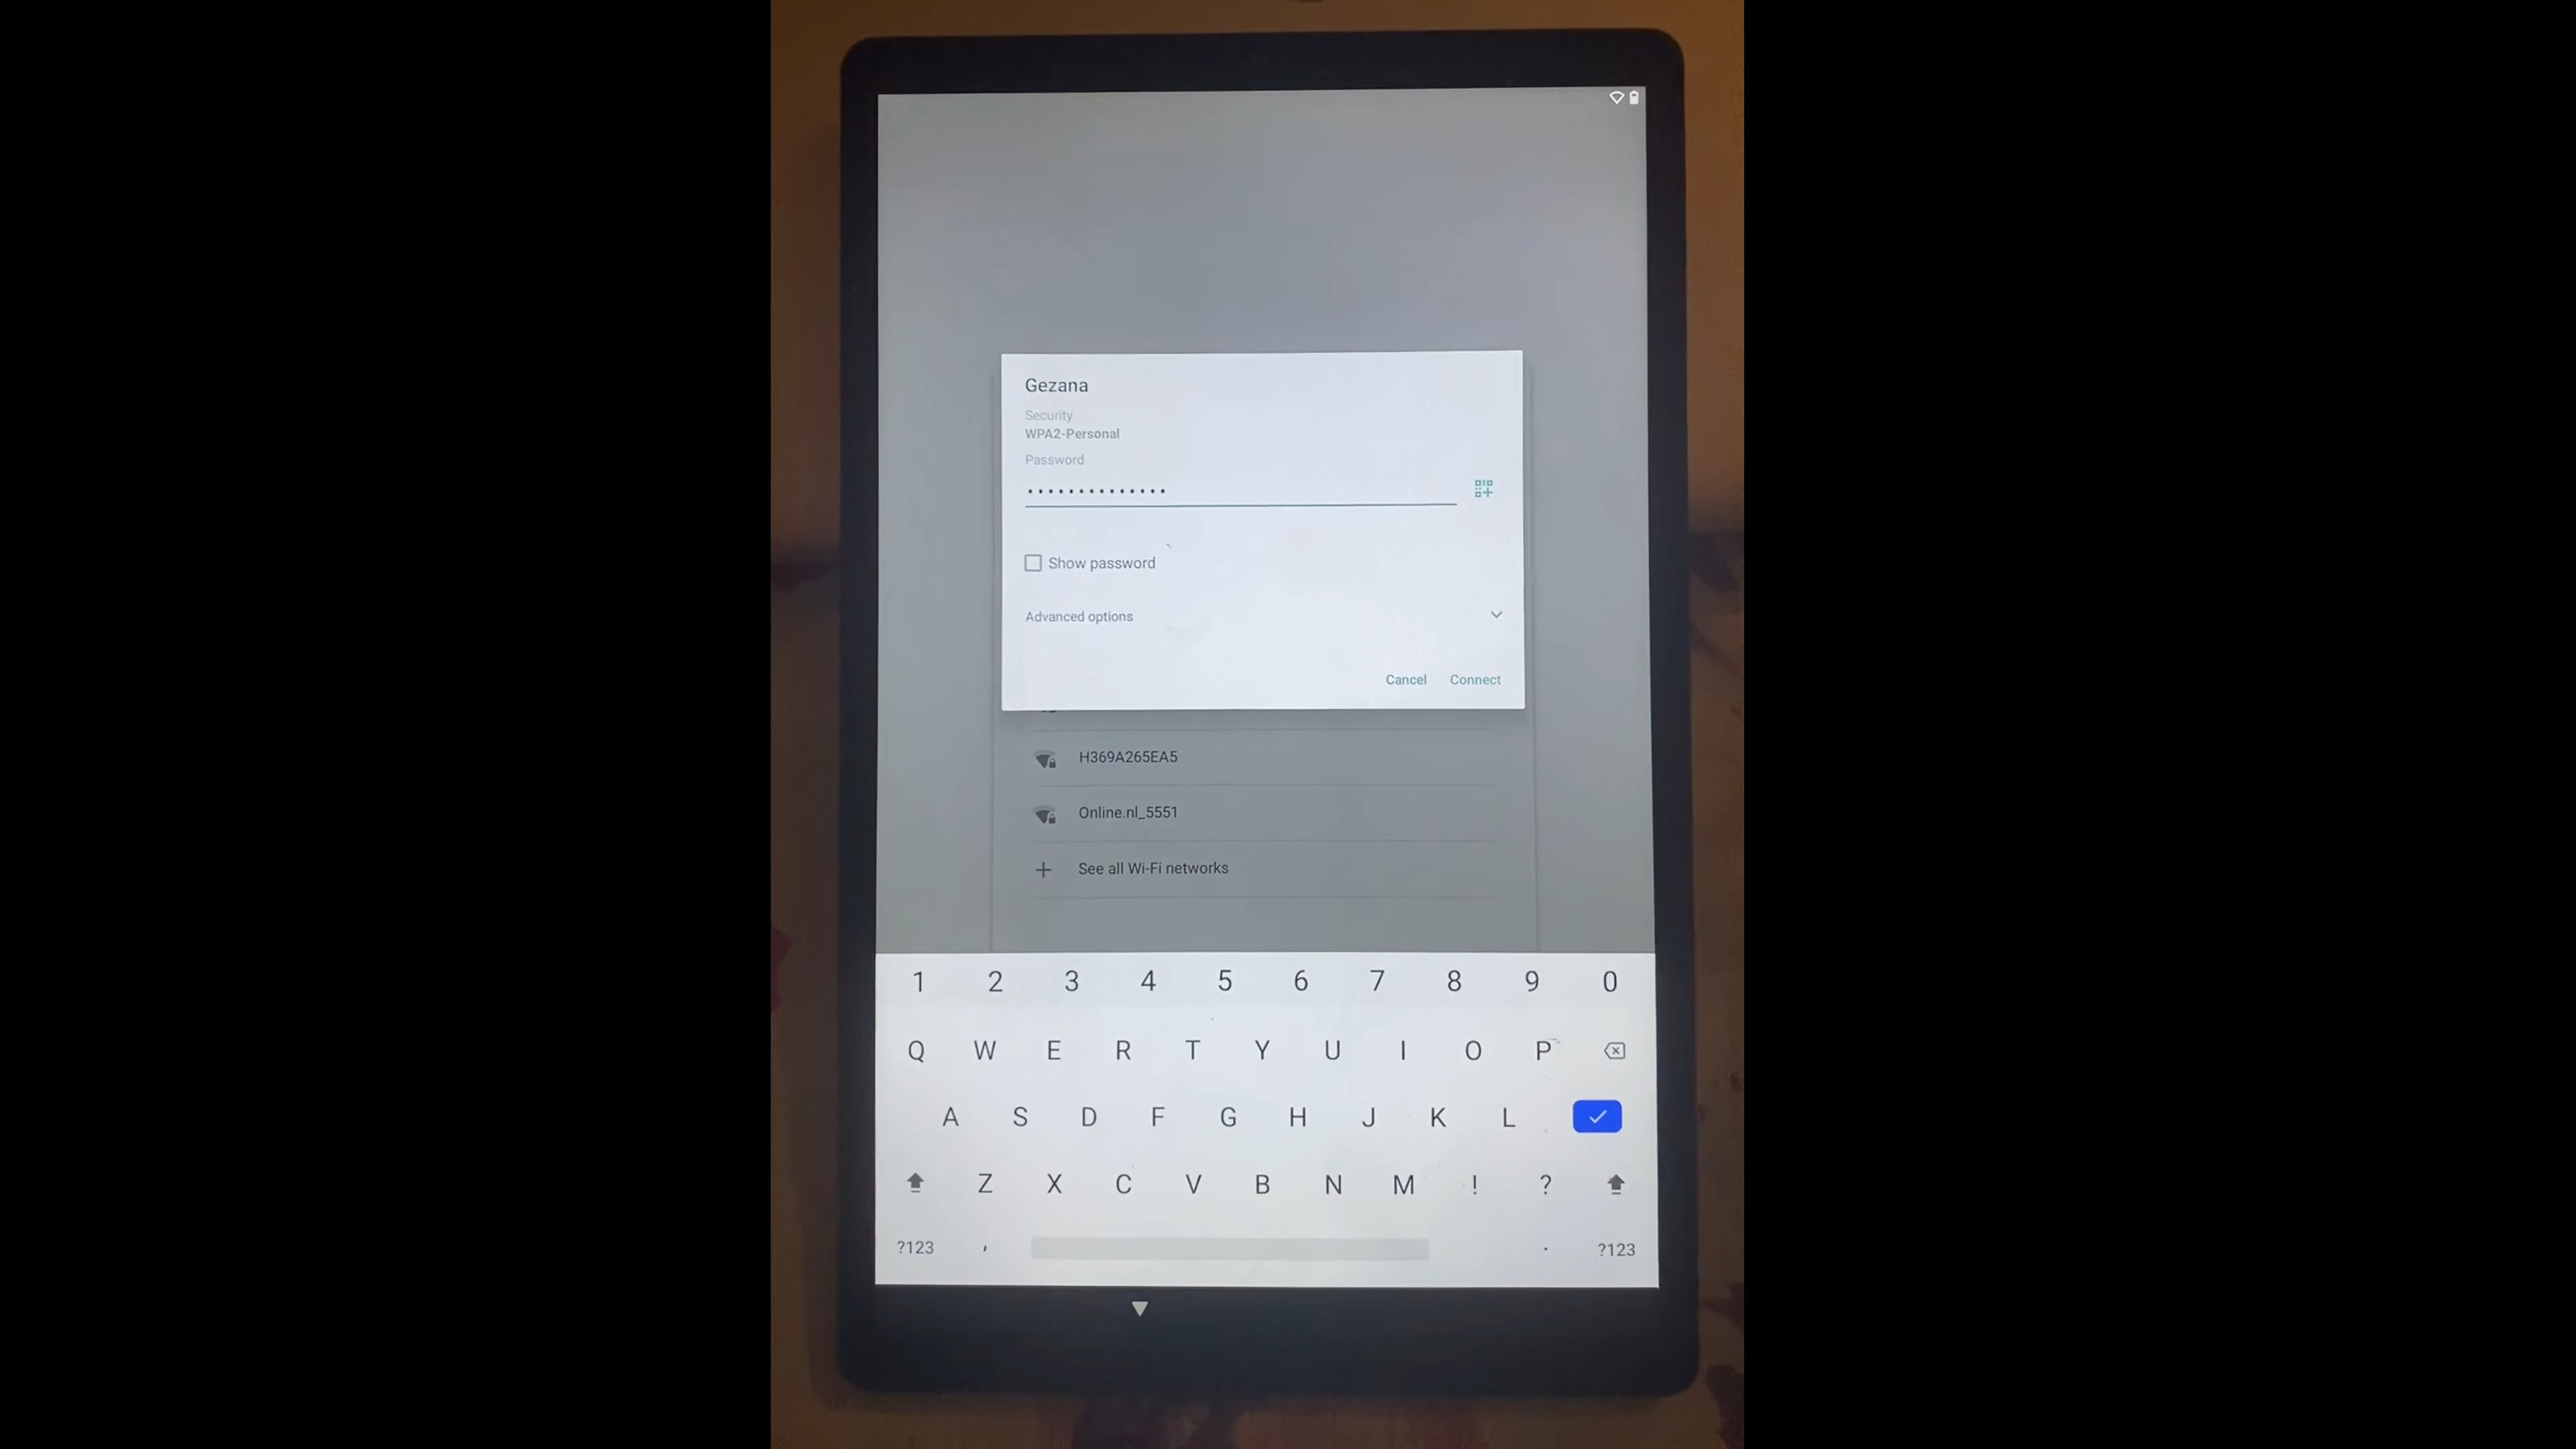 Gezana
Security
WPA2-Personal
Password
••••••••••••••
Show password
Advanced options
Cancel Connect
H369A265EA5
Online.nl_5551
+ See all Wi-Fi networks
1 2 3 4 5 6 7 8 9 0
Q W E R T Y U I O P
A S D F G H J K L
Z X C V B N M ! ?
?123 , . ?123